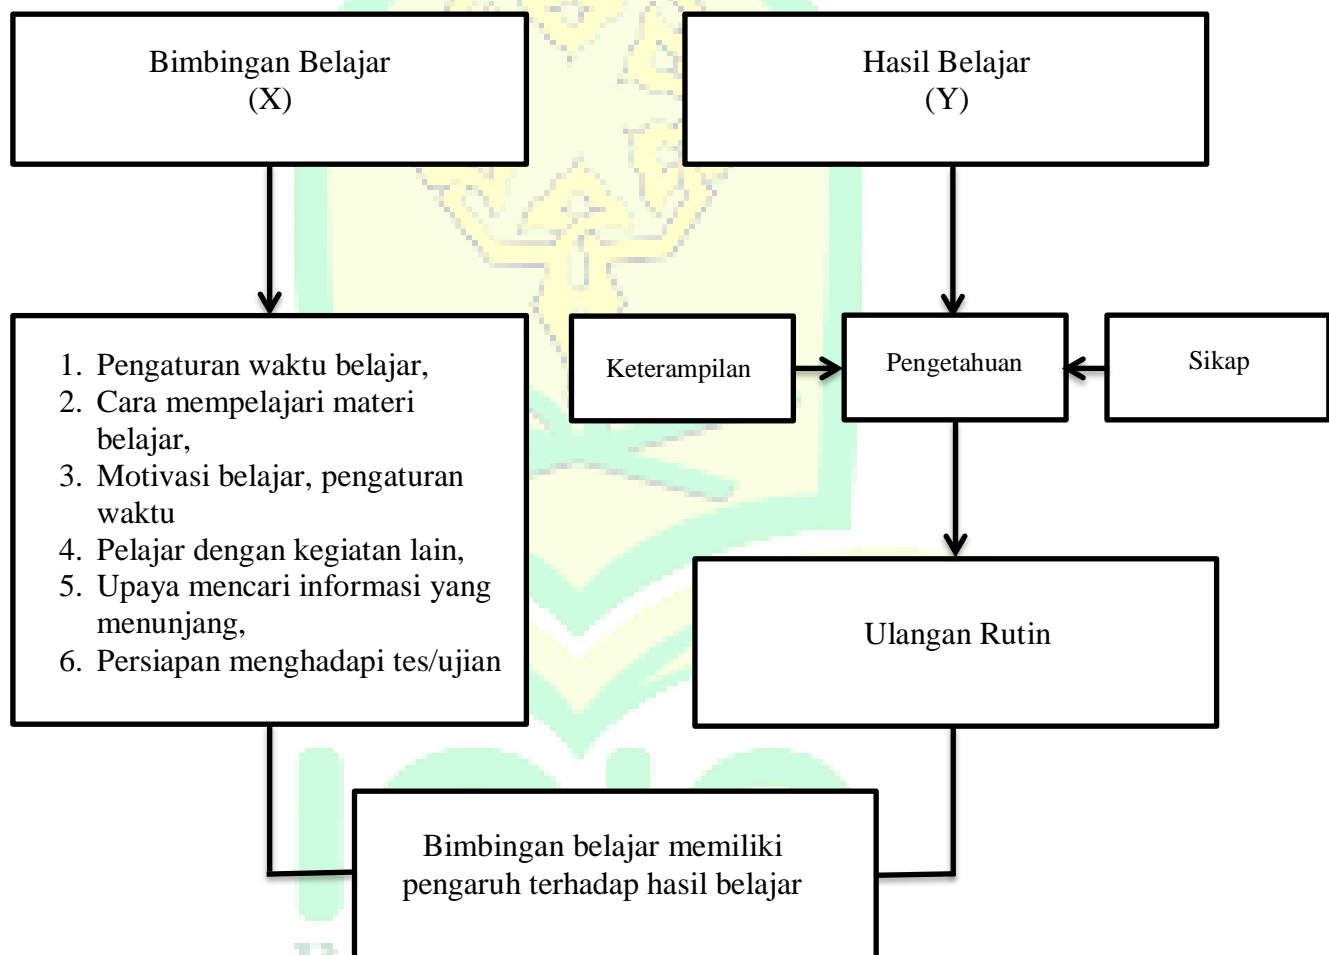 Bimbingan Belajar
(X)
Hasil Belajar
(Y)
1. Pengaturan waktu belajar,
2. Cara mempelajari materi
belajar,
3. Motivasi belajar, pengaturan
waktu
4. Pelajar dengan kegiatan lain,
5. Upaya mencari informasi yang
menunjang,
6. Persiapan menghadapi tes/ujian
Keterampilan
Pengetahuan
Sikap
Ulangan Rutin
Bimbingan belajar memiliki
pengaruh terhadap hasil belajar